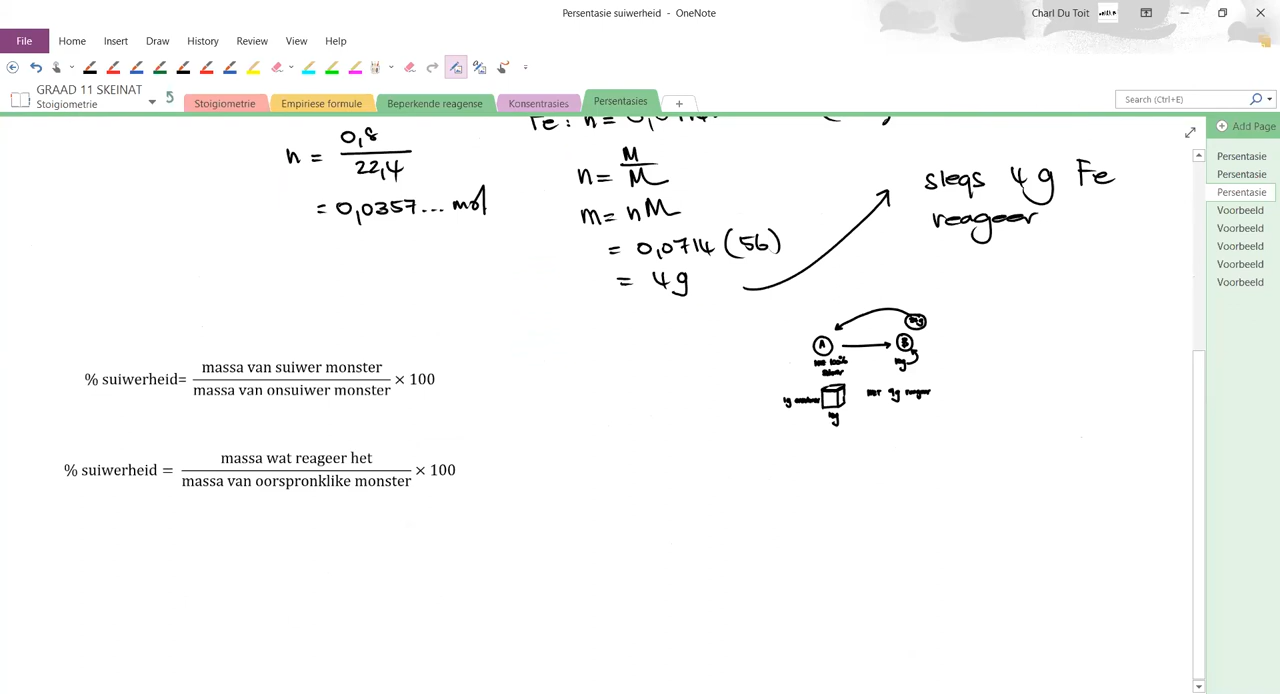 Persentasie suiwerheid - OneNote
Charl Du Toit
File Home Insert Draw History Review View Help
GRAAD 11 SKEINAT
Stoigiometrie
Stoigiometrie Empiriese formule Beperkende reagense Konsentrasies Persentasies +
Search (Ctrl+E)
Add Page
Persentasie
Persentasie
Persentasie
Voorbeeld
Voorbeeld
Voorbeeld
Voorbeeld
Voorbeeld
n = 0,8 / 22,4
= 0,0357... mol
Fe: n =
n = M / M
m = nM
= 0,0714 (56)
= 4g
slegs 4 g Fe
reageer
A
B
% suiwerheid= massa van suiwer monster / massa van onsuiwer monster × 100
% suiwerheid = massa wat reageer het / massa van oorspronklike monster × 100